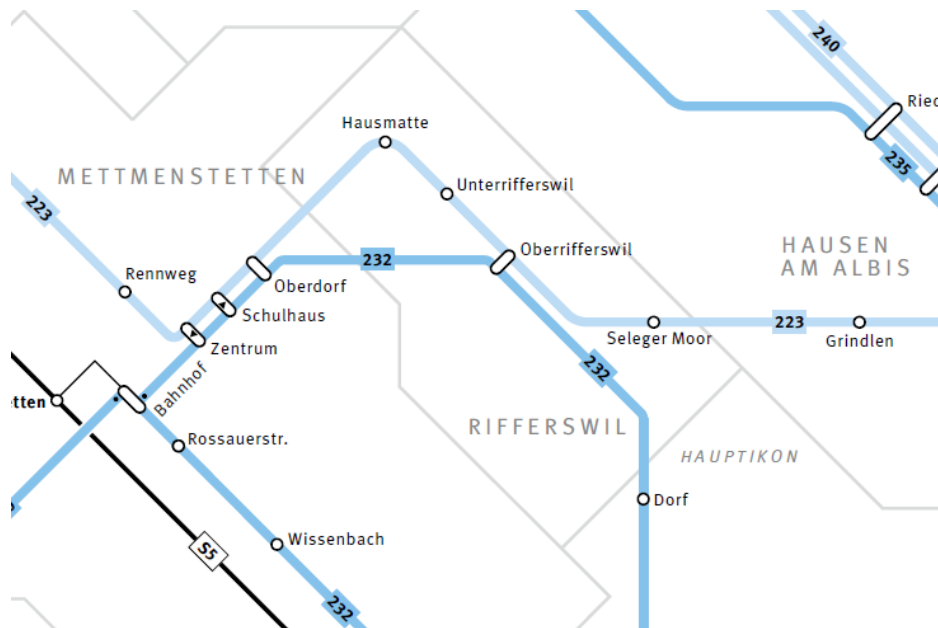 240
Ried
235
Hausmatte
METTMENSTETTEN
Unterrifferswil
223
Oberrifferswil
HAUSEN
AM ALBIS
232
Rennweg
Oberdorf
Schulhaus
223
Zentrum
Seleger Moor
Grindlen
Bahnhof
232
etten
RIFFERSWIL
Rossauerstr.
HAUPTIKON
Dorf
Wissenbach
S5
232